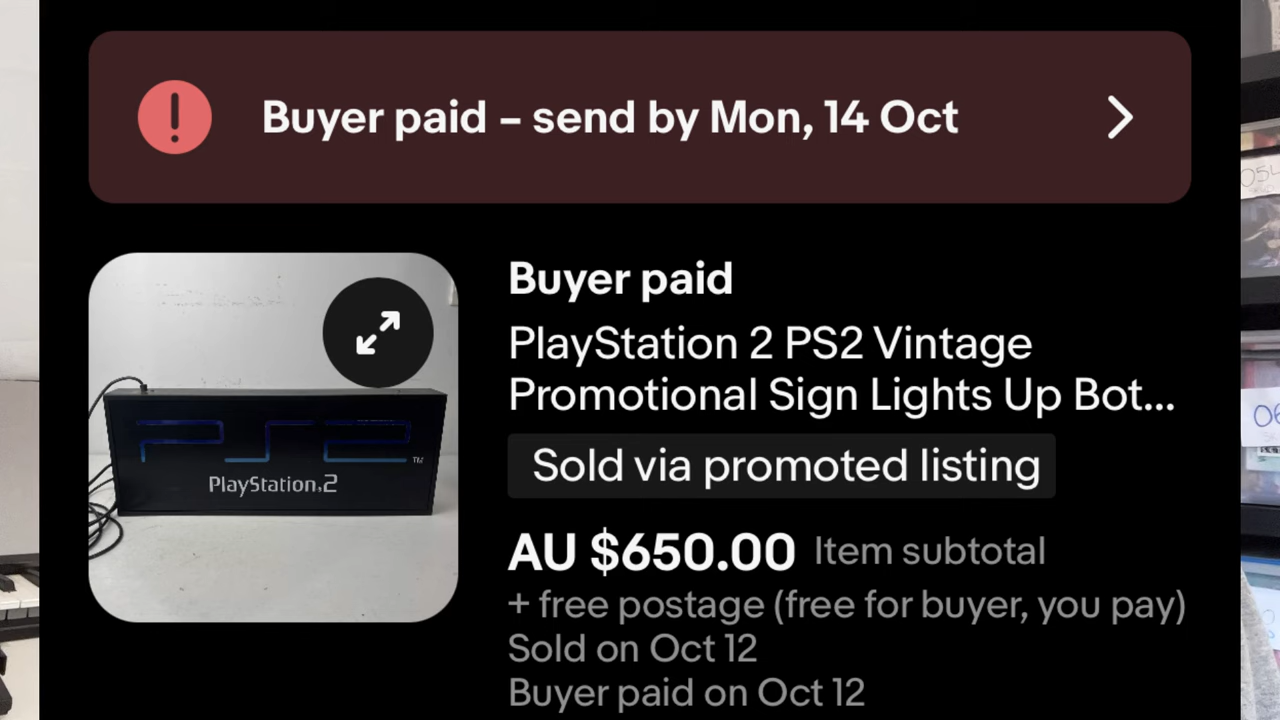 Buyer paid – send by Mon, 14 Oct
Buyer paid
PlayStation 2 PS2 Vintage
Promotional Sign Lights Up Bot...
Sold via promoted listing
AU $650.00 Item subtotal
+ free postage (free for buyer, you pay)
Sold on Oct 12
Buyer paid on Oct 12
PS2 TM
PlayStation.2